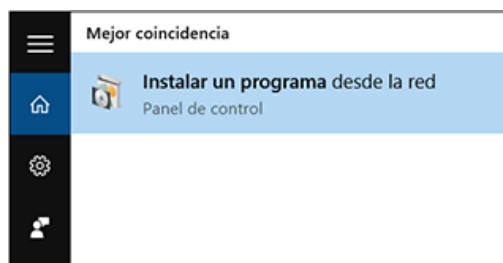 Mejor coincidencia
Instalar un programa desde la red
Panel de control